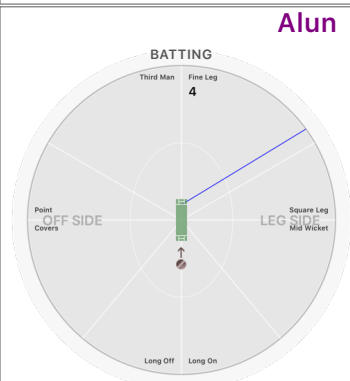 Alun
BATTING
Third Man Fine Leg
4
Point Square Leg
OFF SIDE LEG SIDE
Covers Mid Wicket
Long Off Long On